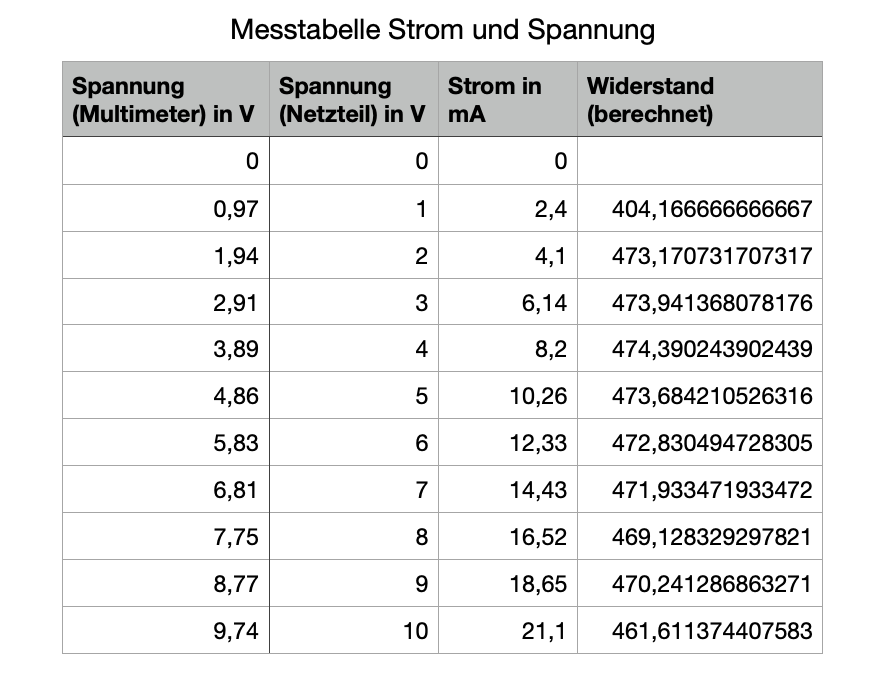 Messtabelle Strom und Spannung
Spannung (Multimeter) in V | Spannung (Netzteil) in V | Strom in mA | Widerstand (berechnet)
0 | 0 | 0 |
0,97 | 1 | 2,4 | 404,166666666667
1,94 | 2 | 4,1 | 473,170731707317
2,91 | 3 | 6,14 | 473,941368078176
3,89 | 4 | 8,2 | 474,390243902439
4,86 | 5 | 10,26 | 473,684210526316
5,83 | 6 | 12,33 | 472,830494728305
6,81 | 7 | 14,43 | 471,933471933472
7,75 | 8 | 16,52 | 469,128329297821
8,77 | 9 | 18,65 | 470,241286863271
9,74 | 10 | 21,1 | 461,611374407583